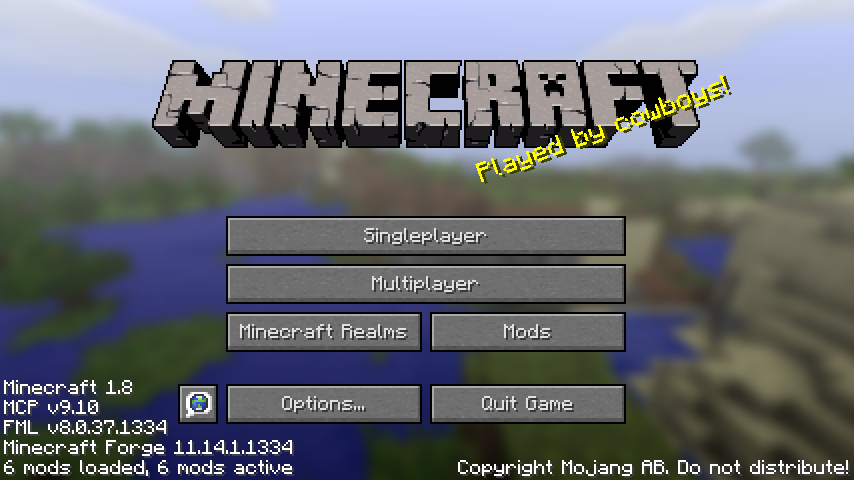 MINECRAFT
Played by cowboys!
Singleplayer
Multiplayer
Minecraft Realms
Mods
Options...
Quit Game
Minecraft 1.8
MCP v9.10
FML v8.0.37.1334
Minecraft Forge 11.14.1.1334
6 mods loaded, 6 mods active
Copyright Mojang AB. Do not distribute!